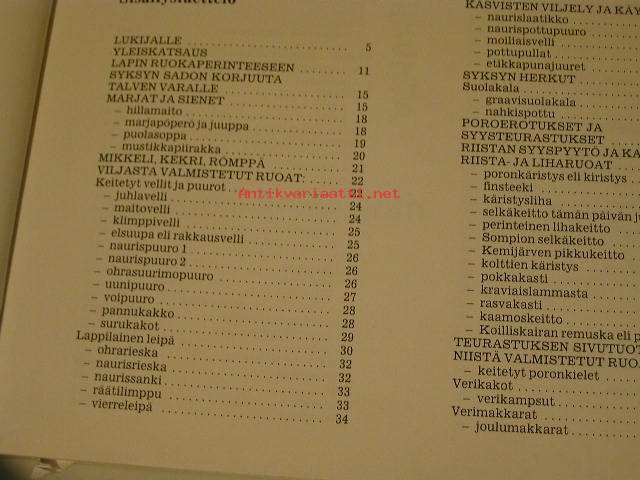 Sisällysluettelo
LUKIJALLE 5
YLEISKATSAUS
LAPIN RUOKAPERINTEESEEN 11
SYKSYN SADON KORJUUTA
TALVEN VARALLE 15
MARJAT JA SIENET 15
– hillamaito 18
– marjapöperö ja juuppa 18
– puolasoppa 19
– mustikkapiirakka 20
MIKKELI, KEKRI, RÖMPPÄ 21
VILJASTA VALMISTETUT RUOAT: 22
Keitetyt vellit ja puurot 22
– juhlavelli 24
– maitovelli 24
– klimppivelli 25
– elsuupa eli rakkausvelli 25
– naurispuuro 1 26
– naurispuuro 2 26
– ohrasuurimopuuro 26
– uunipuuro 27
– voipuuro 28
– pannukakko 28
– surukakot 29
Lappilainen leipä 30
– ohrarieska 32
– naurisrieska 32
– naurissanki 33
– räätilimppu 33
– vierreleipä 34
KASVISTEN VILJELY JA
– naurislaatikko
– naurispottupuuro
– moiliaisvelli
– pottupullat
– etikkapunajuuret
SYKSYN HERKUT
Suolakala
– graavisuolakala
– nahkispottu
POROEROTUKSET JA
SYYSTEURASTUKSET
RIISTAN SYYSPYYTÖ JA
RIISTA- JA LIHARUOAT
– poronkäristys eli kiristys
– finsteeki
– käristysliha
– selkäkeitto tämän päivän
– perinteinen lihakeitto
– Sompion selkäkeitto
– Kemijärven pikkukeitto
– kolttien käristys
– pokkakasti
– kraviaislammasta
– rasvakasti
– kaamoskeitto
– Koilliskairan remuska eli
TEURASTUKSEN SIVUTUOT
NIISTÄ VALMISTETUT RUO
– keitetyt poronkielet
Verikakot
– verikampsut
Verimakkarat
– joulumakkarat
Antikvariaatti.net